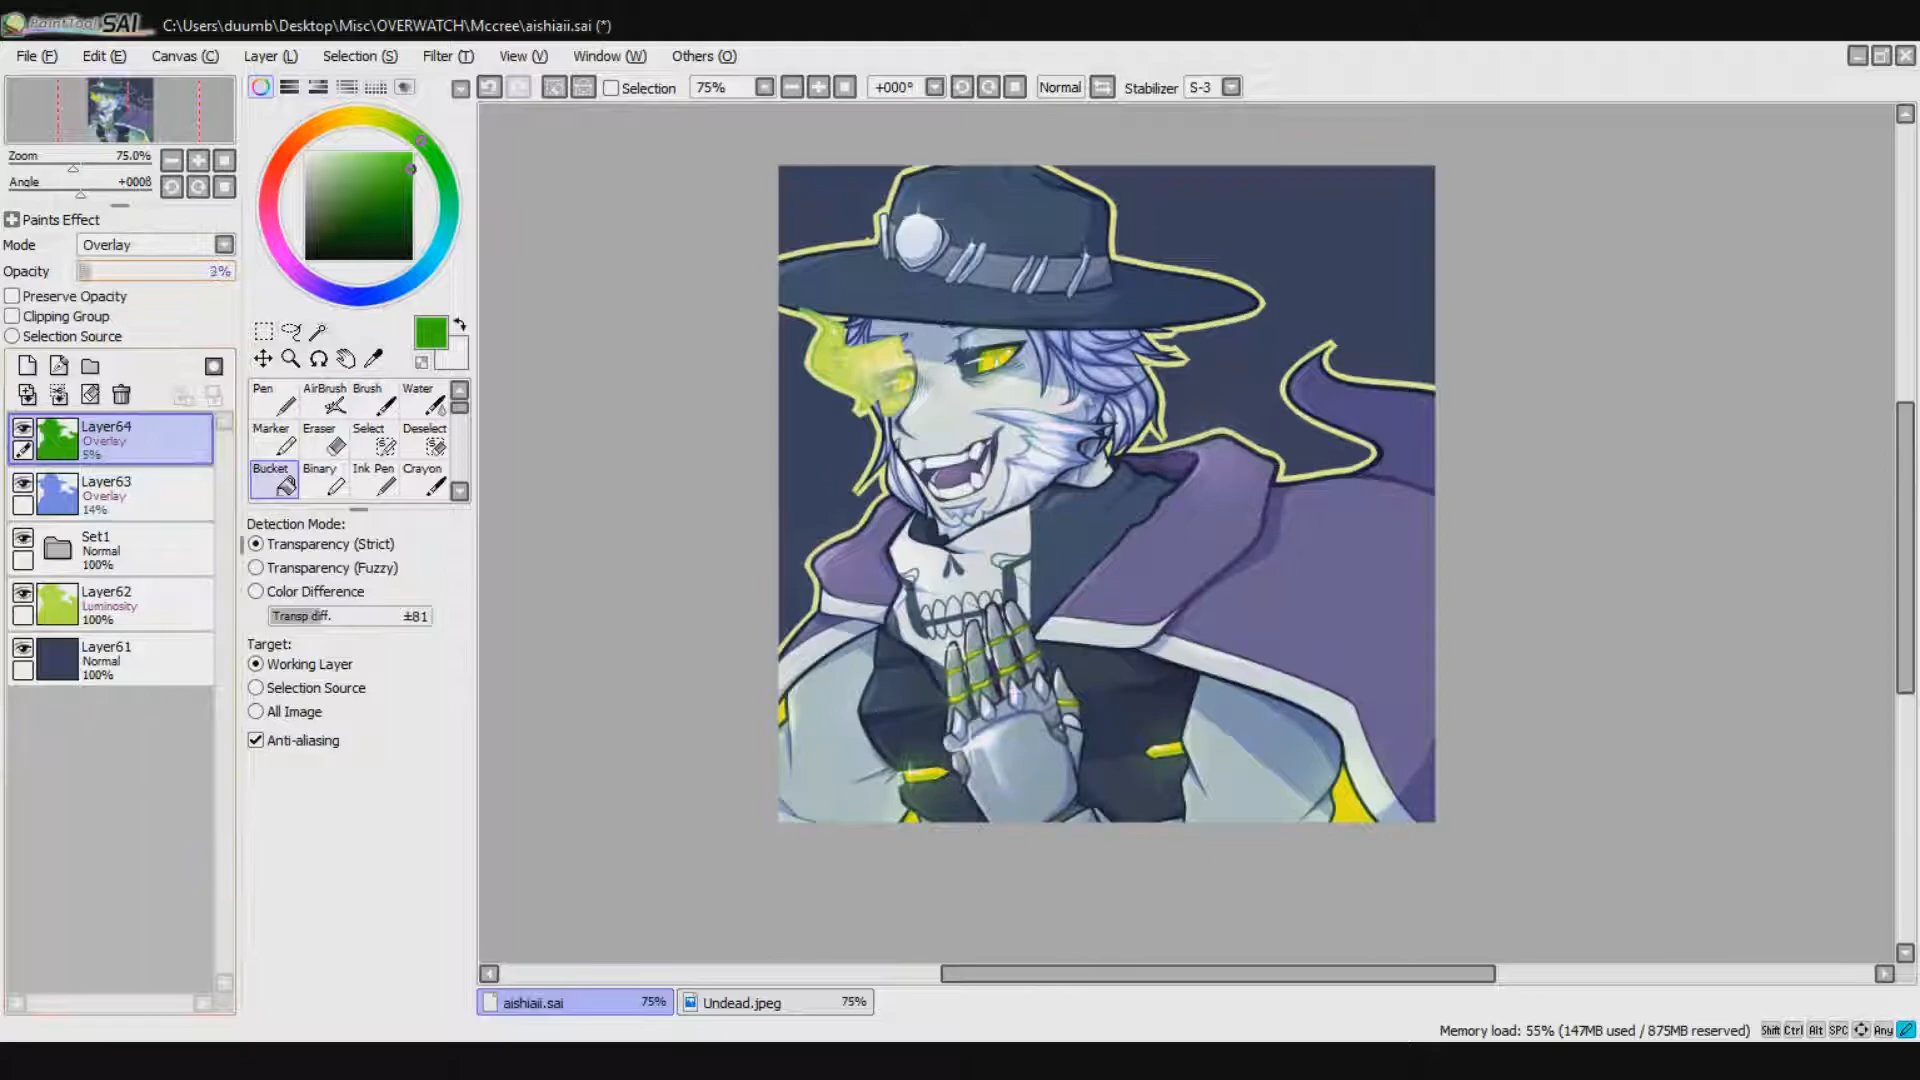 PaintTool SAI C:\Users\duumb\Desktop\Misc\OVERWATCH\Mccree\aishiaii.sai (*)
File (F) Edit (E) Canvas (C) Layer (L) Selection (S) Filter (T) View (V) Window (W) Others (O)
Selection 75% +000° Normal Stabilizer S-3
Zoom 75.0%
Angle +000ß
Paints Effect
Mode Overlay
Opacity 3%
Preserve Opacity
Clipping Group
Selection Source
Layer64
Overlay
5%
Layer63
Overlay
14%
Set1
Normal
100%
Layer62
Luminosity
100%
Layer61
Normal
100%
Pen AirBrush Brush Water
Marker Eraser Select Deselect
Bucket Binary Ink Pen Crayon
Detection Mode:
Transparency (Strict)
Transparency (Fuzzy)
Color Difference
Transp diff. ±81
Target:
Working Layer
Selection Source
All Image
Anti-aliasing
aishiaii.sai 75% Undead.jpeg 75%
Memory load: 55% (147MB used / 875MB reserved) Shift Ctrl Alt SPC Any